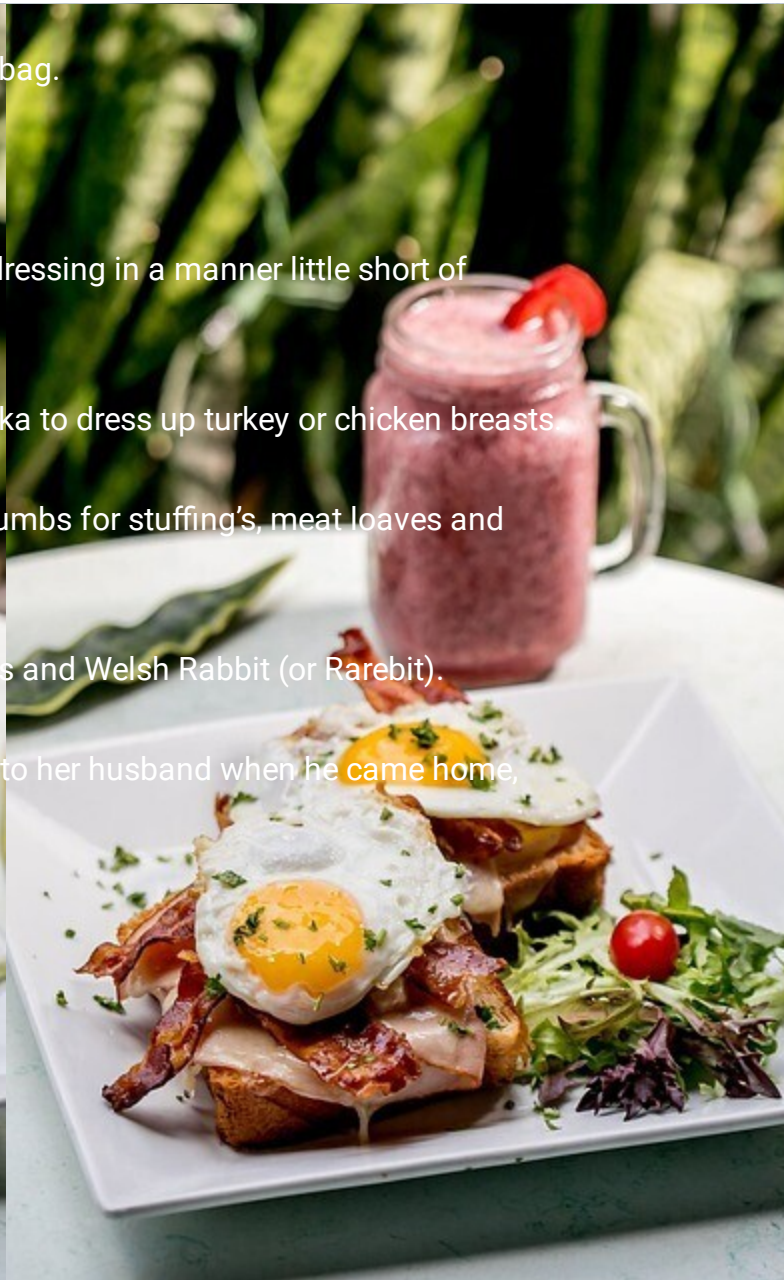 bag.
ressing in a manner little short of
ka to dress up turkey or chicken breasts.
umbs for stuffing’s, meat loaves and
s and Welsh Rabbit (or Rarebit).
to her husband when he came home,